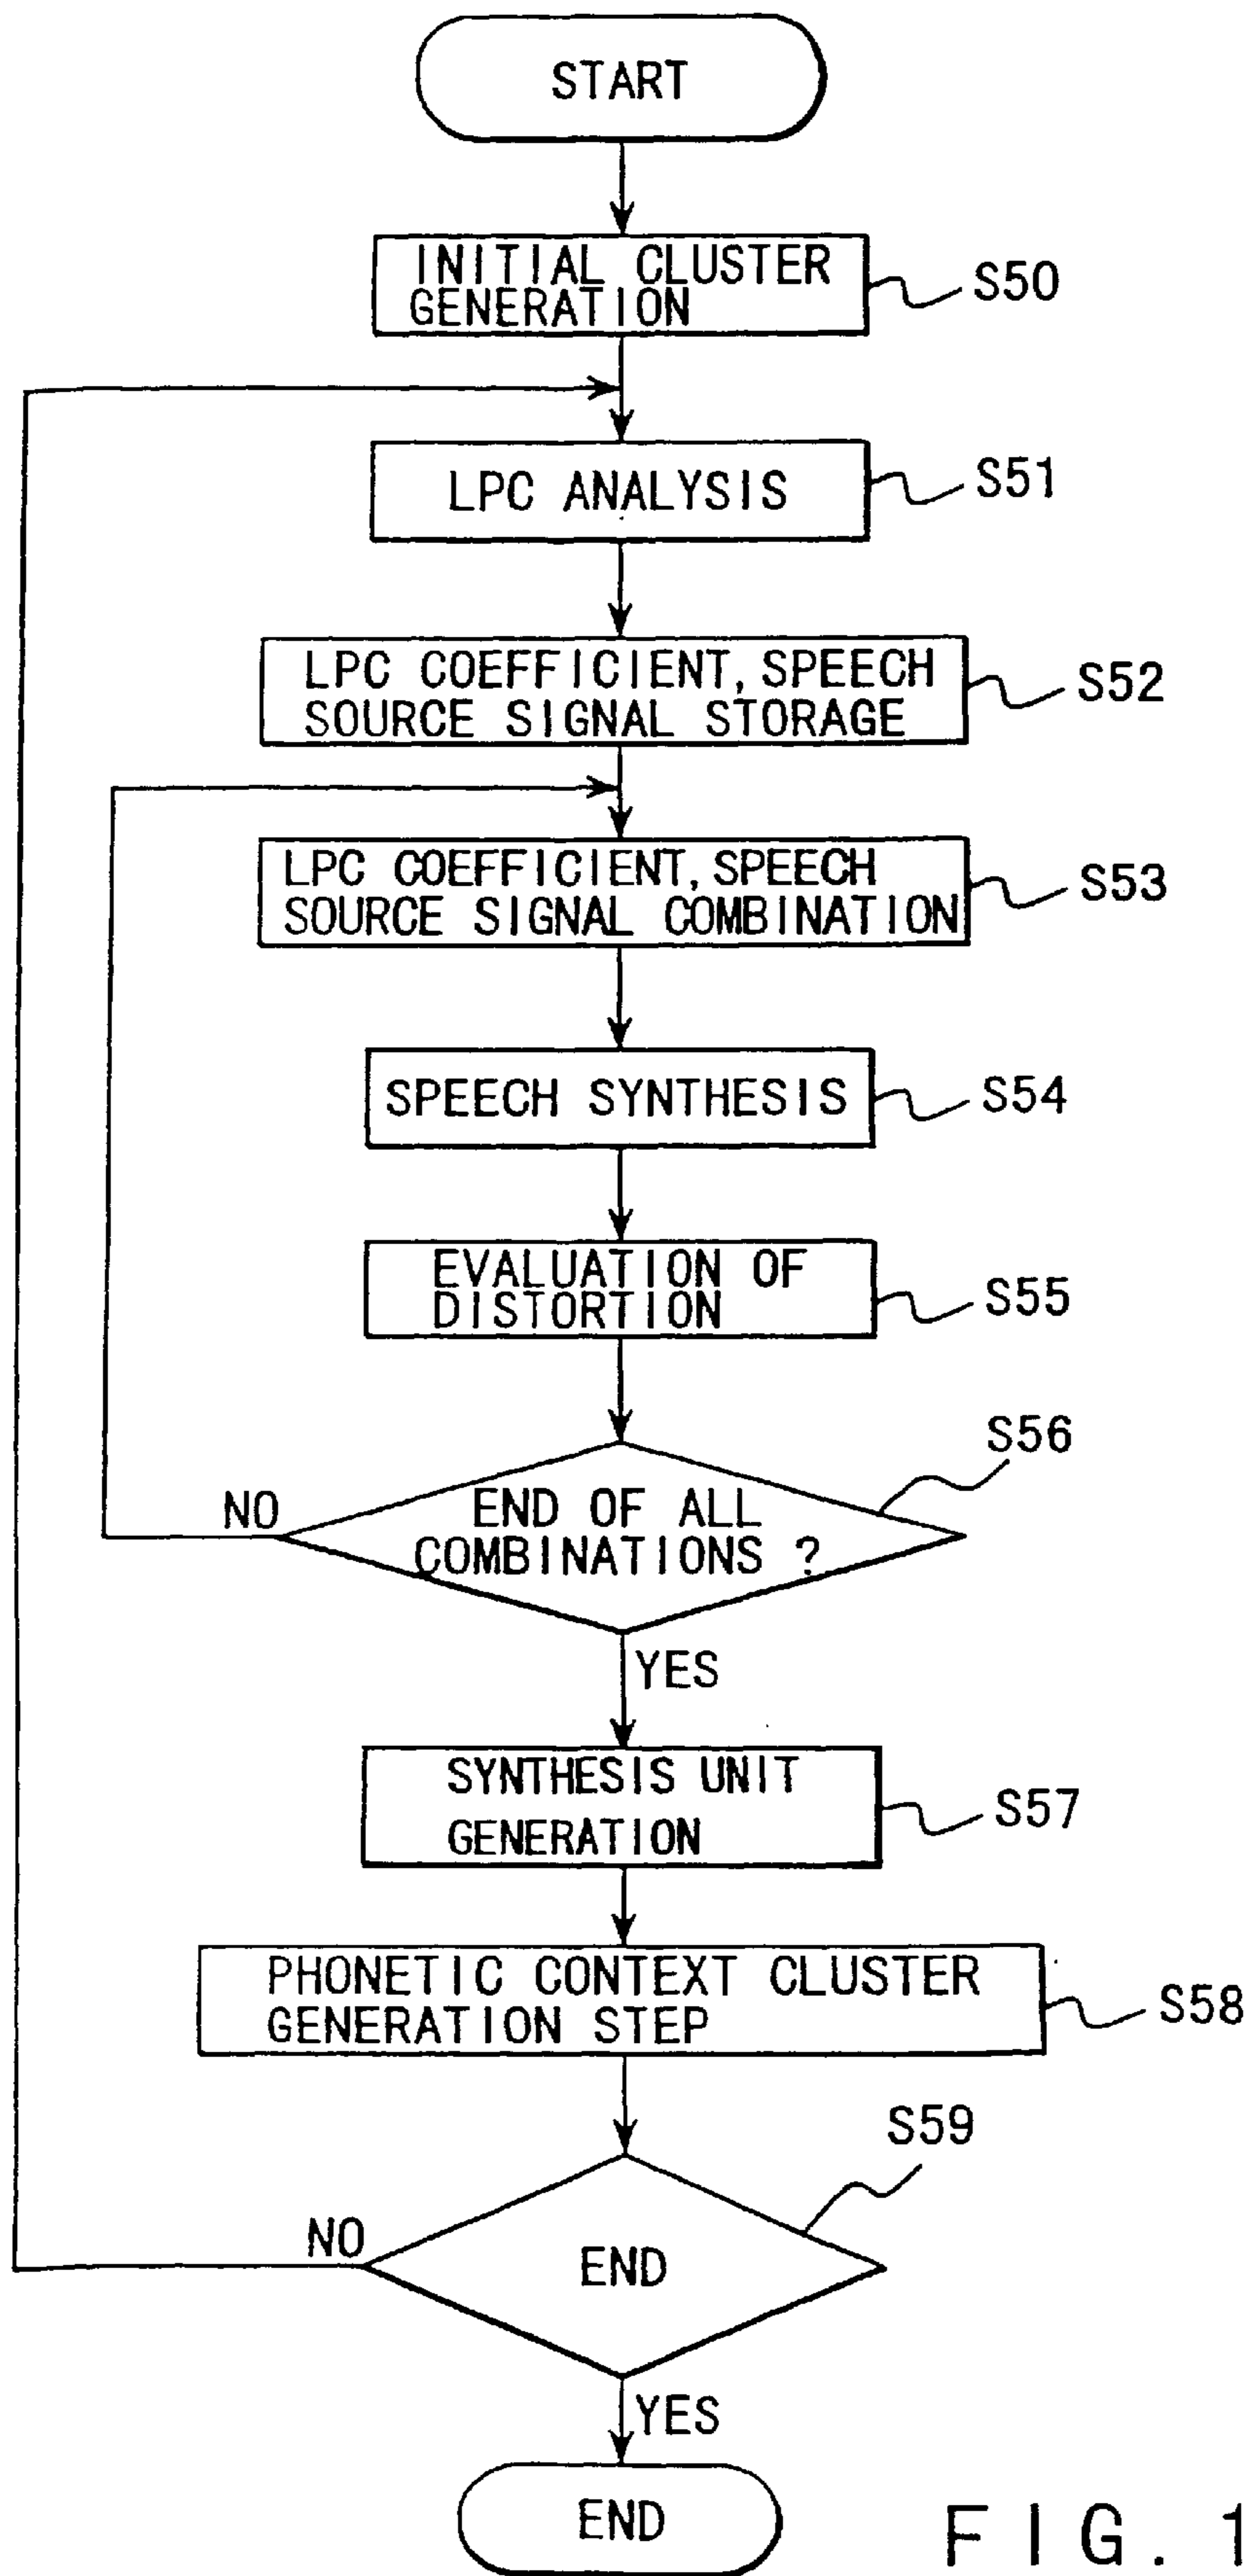 START
INITIAL CLUSTER
GENERATION
S50
LPC ANALYSIS
S51
LPC COEFFICIENT, SPEECH
SOURCE SIGNAL STORAGE
S52
LPC COEFFICIENT, SPEECH
SOURCE SIGNAL COMBINATION
S53
SPEECH SYNTHESIS
S54
EVALUATION OF
DISTORTION
S55
S56
NO
END OF ALL
COMBINATIONS ?
YES
SYNTHESIS UNIT
GENERATION
S57
PHONETIC CONTEXT CLUSTER
GENERATION STEP
S58
S59
NO
END
YES
END
FIG. 1